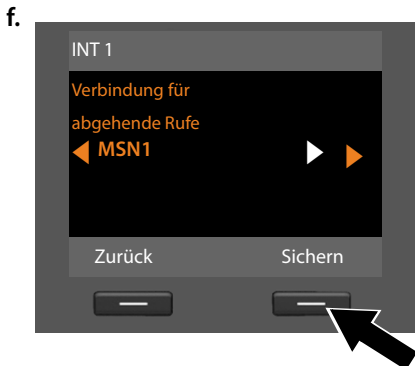 f.
INT 1
Verbindung für
abgehende Rufe
MSN1
Zurück Sichern